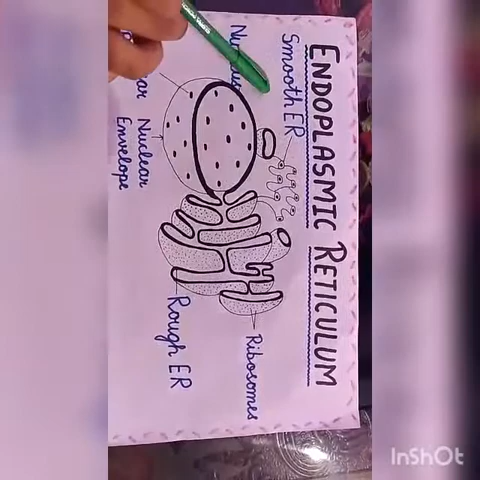 ENDOPLASMIC RETICULUM
Smooth ER
Nuclear
Envelope
Ribosomes
Rough ER
InShOt